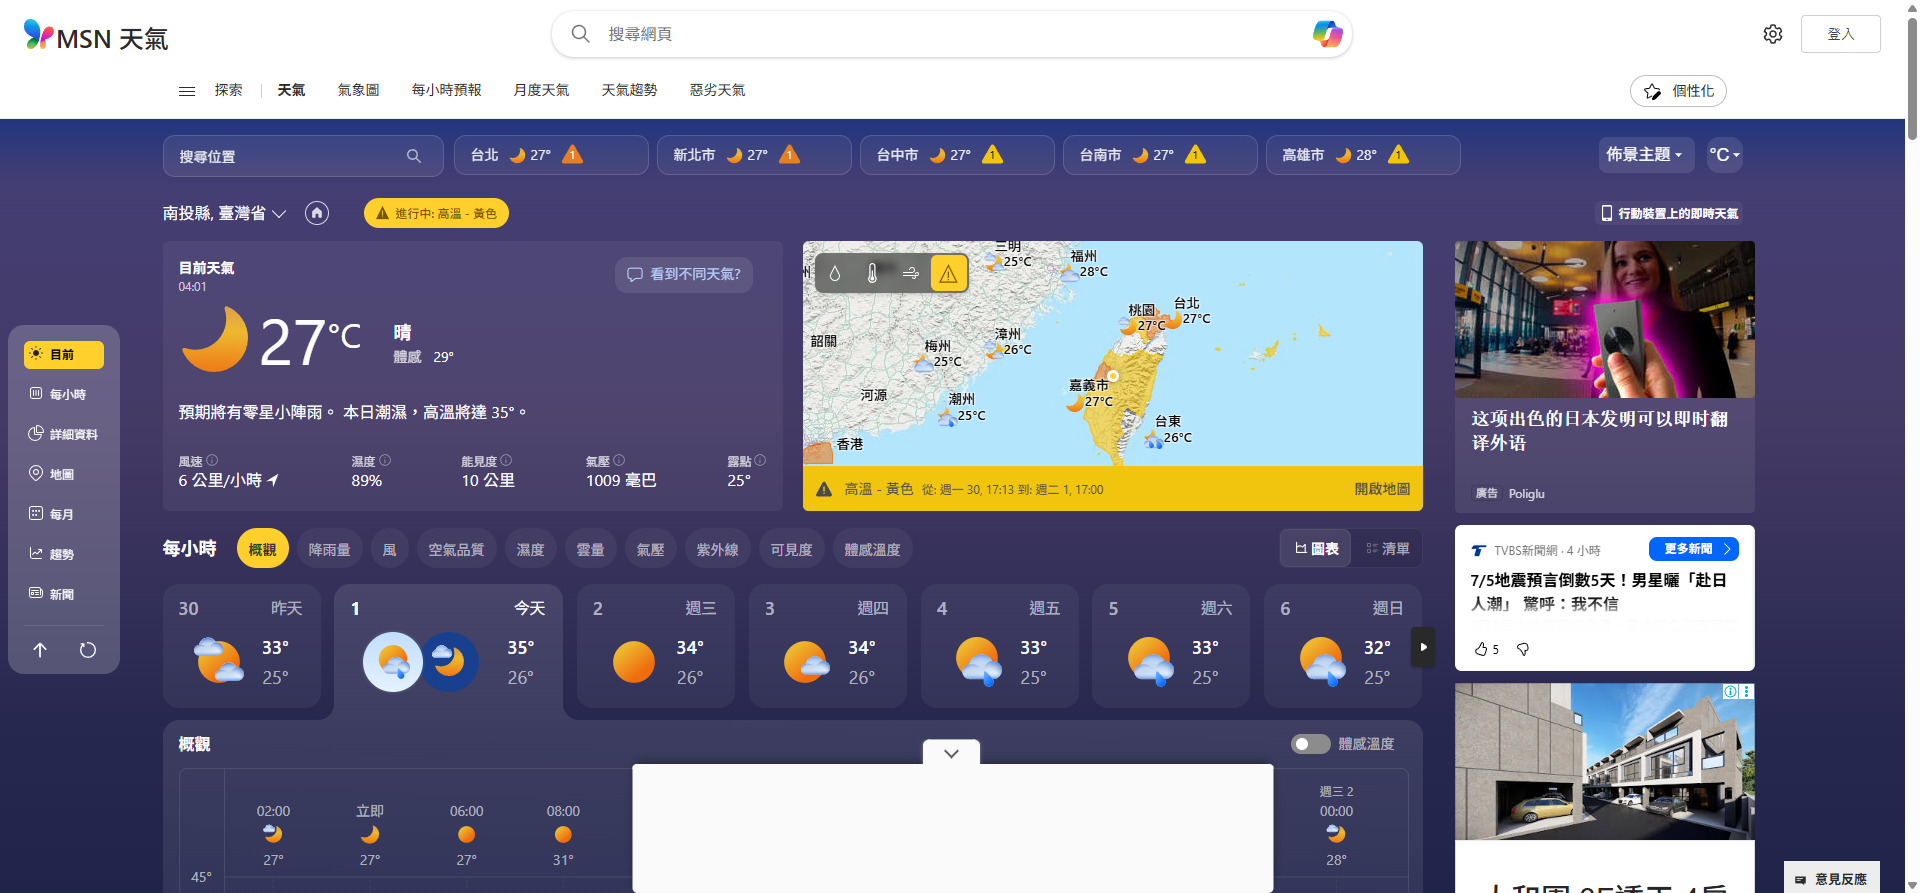 MSN 天氣
搜尋網頁
登入
探索
天氣
氣象圖
每小時預報
月度天氣
天氣趨勢
惡劣天氣
個性化
搜尋位置
台北 27° 1
新北市 27° 1
台中市 27° 1
台南市 27° 1
高雄市 28° 1
佈景主題
°C
南投縣, 臺灣省
進行中: 高溫 - 黃色
行動裝置上的即時天氣
目前天氣
04:01
看到不同天氣?
27°C
晴
體感 29°
預期將有零星小陣雨。 本日潮濕，高溫將達 35°。
風速
6 公里/小時
濕度
89%
能見度
10 公里
氣壓
1009 毫巴
露點
25°
三明
25°C
福州
28°C
桃園
27°C
台北
27°C
韶關
漳州
26°C
梅州
25°C
河源
潮州
25°C
嘉義市
27°C
台東
26°C
香港
州
高溫 - 黃色 從: 週一 30, 17:13 到: 週二 1, 17:00
開啟地圖
目前
每小時
詳細資料
地圖
每月
趨勢
新聞
这项出色的日本发明可以即时翻
译外语
廣告 Poliglu
TVBS新聞網 · 4 小時
更多新聞
7/5地震預言倒數5天！男星曬「赴日
人潮」 驚呼：我不信
5
每小時
概觀
降雨量
風
空氣品質
濕度
雲量
氣壓
紫外線
可見度
體感溫度
圖表
清單
30 昨天
33°
25°
1 今天
35°
26°
2 週三
34°
26°
3 週四
34°
26°
4 週五
33°
25°
5 週六
33°
25°
6 週日
32°
25°
概觀
體感溫度
02:00
27°
立即
27°
06:00
27°
08:00
31°
週三 2
00:00
28°
45°
意見反應